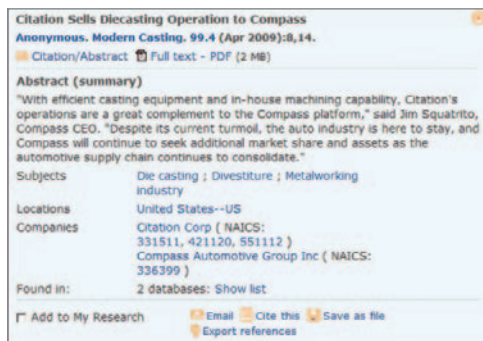 Citation Sells Diecasting Operation to Compass
Anonymous. Modern Casting. 99.4 (Apr 2009):8,14.
Citation/Abstract Full text - PDF (2 MB)
Abstract (summary)
"With efficient casting equipment and in-house machining capability, Citation's
operations are a great complement to the Compass platform," said Jim Squatrito,
Compass CEO. "Despite its current turmoil, the auto industry is here to stay, and
Compass will continue to seek additional market share and assets as the
automotive supply chain continues to consolidate."
Subjects Die casting ; Divestiture ; Metalworking
industry
Locations United States--US
Companies Citation Corp ( NAICS:
331511, 421120, 551112 )
Compass Automotive Group Inc ( NAICS:
336399 )
Found in: 2 databases: Show list
Add to My Research Email Cite this Save as file
Export references